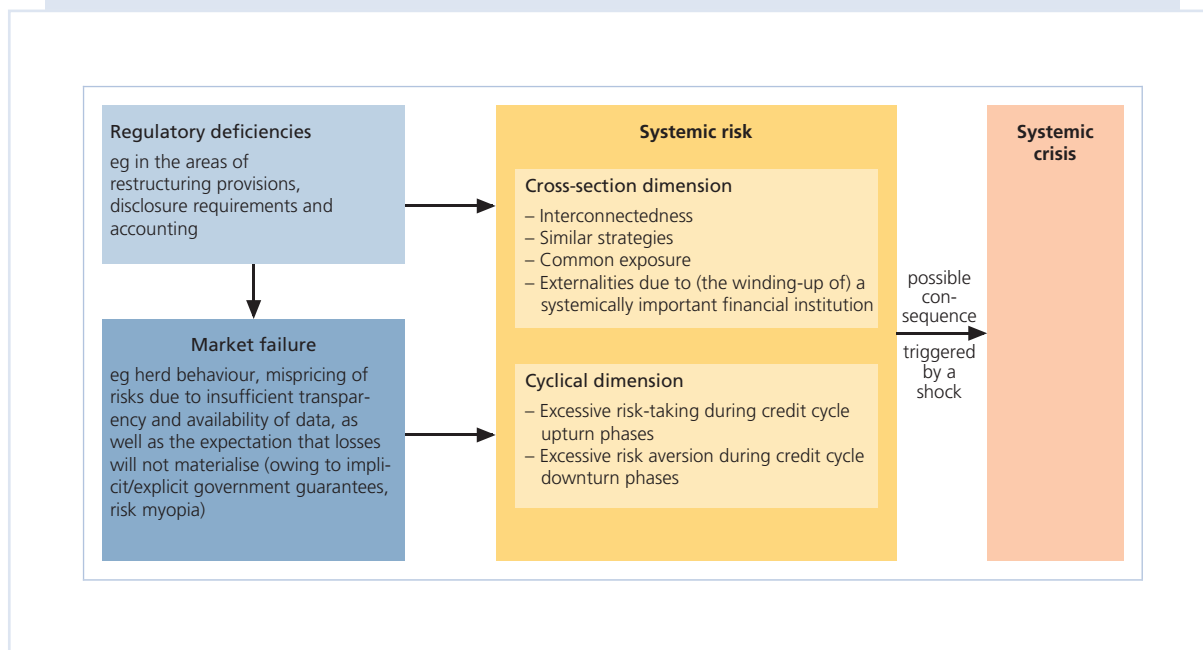 Regulatory deficiencies
eg in the areas of
restructuring provisions,
disclosure requirements and
accounting
Market failure
eg herd behaviour, mispricing of
risks due to insufficient transpar-
ency and availability of data, as
well as the expectation that losses
will not materialise (owing to impli-
cit/explicit government guarantees,
risk myopia)
Systemic risk
Cross-section dimension
– Interconnectedness
– Similar strategies
– Common exposure
– Externalities due to (the winding-up of) a
systemically important financial institution
Cyclical dimension
– Excessive risk-taking during credit cycle
upturn phases
– Excessive risk aversion during credit cycle
downturn phases
possible
con-
sequence
triggered
by a
shock
Systemic
crisis